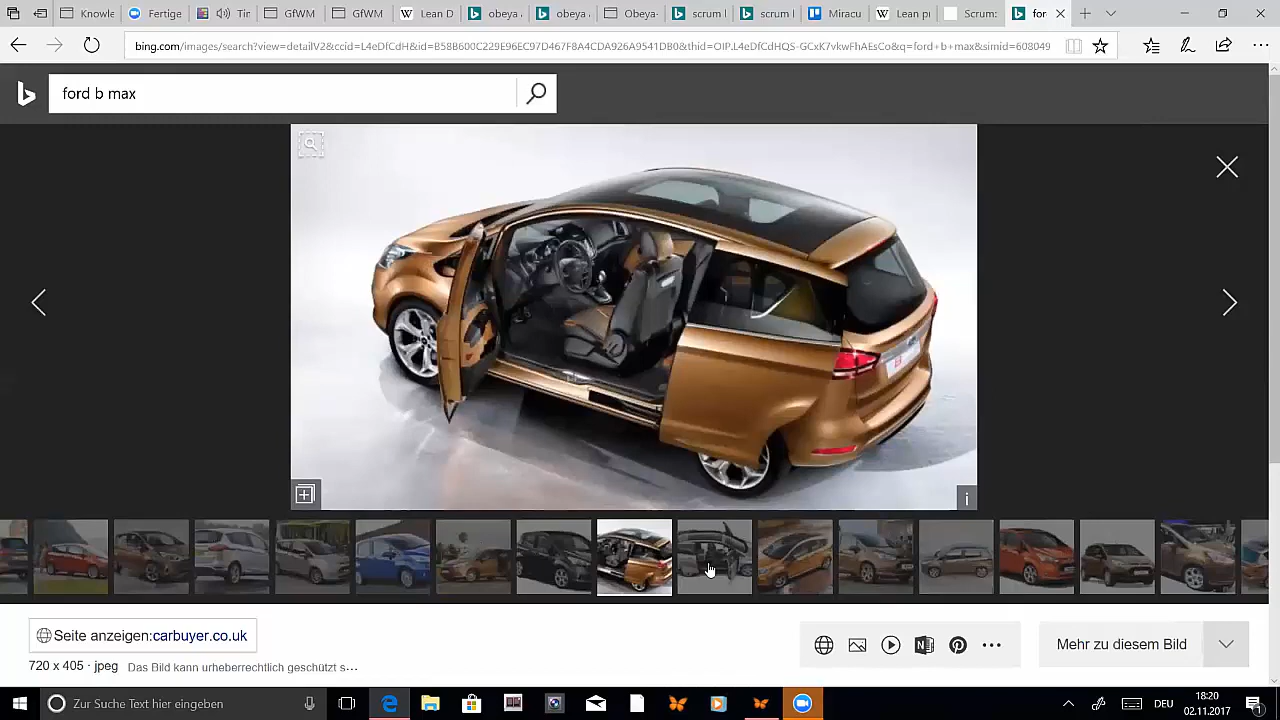 Knowle
Fertige
Tim
GfWM
GfWM
Lean D
obeya
obeya
Obeya-
scrum
scrum
Miracu
Lean p
Scrum:
for
bing.com/images/search?view=detailV2&ccid=L4eDfCdH&id=B58B600C229E96EC97D467F8A4CDA926A9541DB0&thid=OIP.L4eDfCdHQS-GCxK7vkwFhAEsCo&q=ford+b+max&simid=608049
ford b max
Seite anzeigen:carbuyer.co.uk
Mehr zu diesem Bild
720 x 405 · jpeg Das Bild kann urheberrechtlich geschützt s...
Zur Suche Text hier eingeben
DEU
18:20
02.11.2017